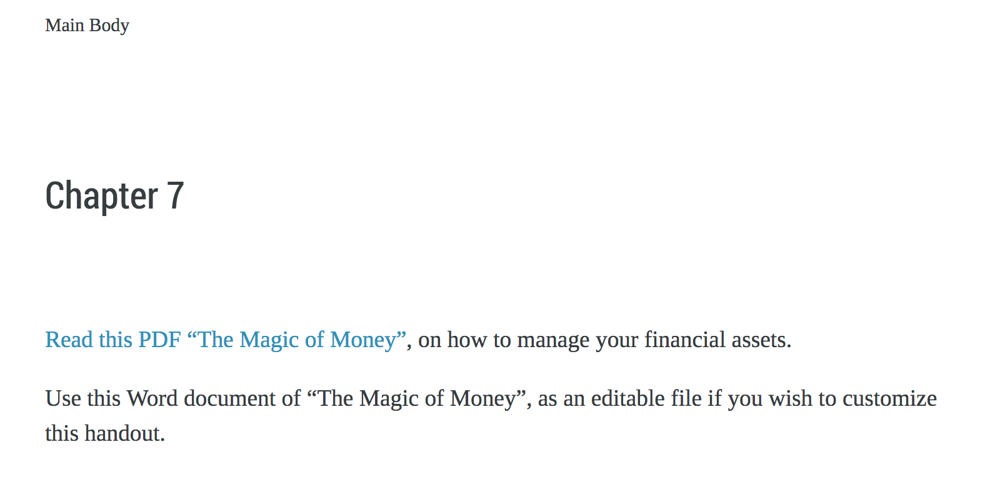 Main Body
Chapter 7
Read this PDF “The Magic of Money”, on how to manage your financial assets.
Use this Word document of “The Magic of Money”, as an editable file if you wish to customize
this handout.